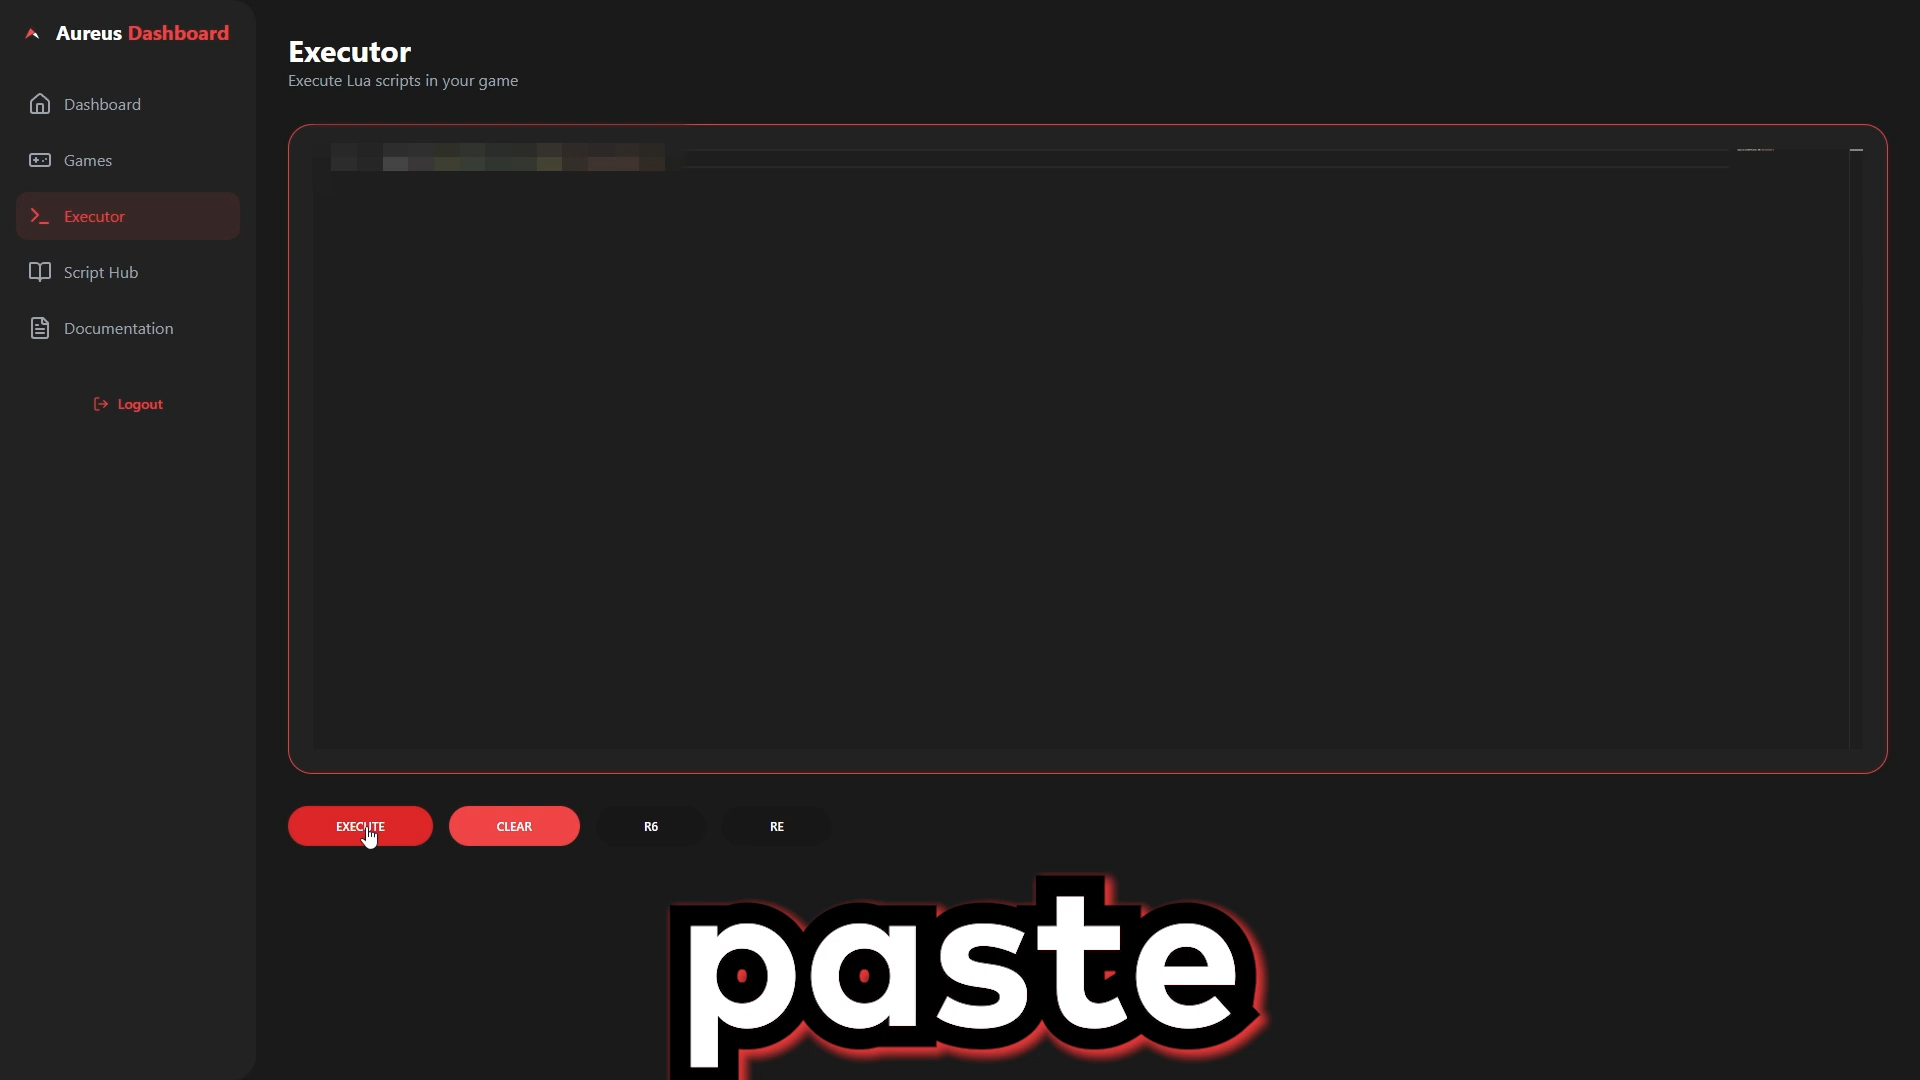 Aureus Dashboard
Dashboard
Games
Executor
Script Hub
Documentation
Logout
Executor
Execute Lua scripts in your game
EXECUTE
CLEAR
R6
RE
paste